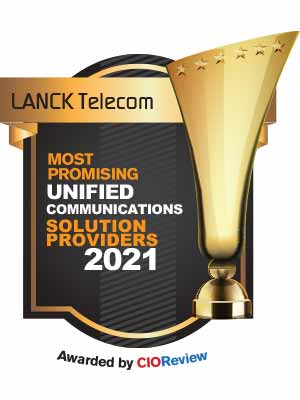 LANCK Telecom
MOST
PROMISING
UNIFIED
COMMUNICATIONS
SOLUTION
PROVIDERS
2021
Awarded by CIOReview